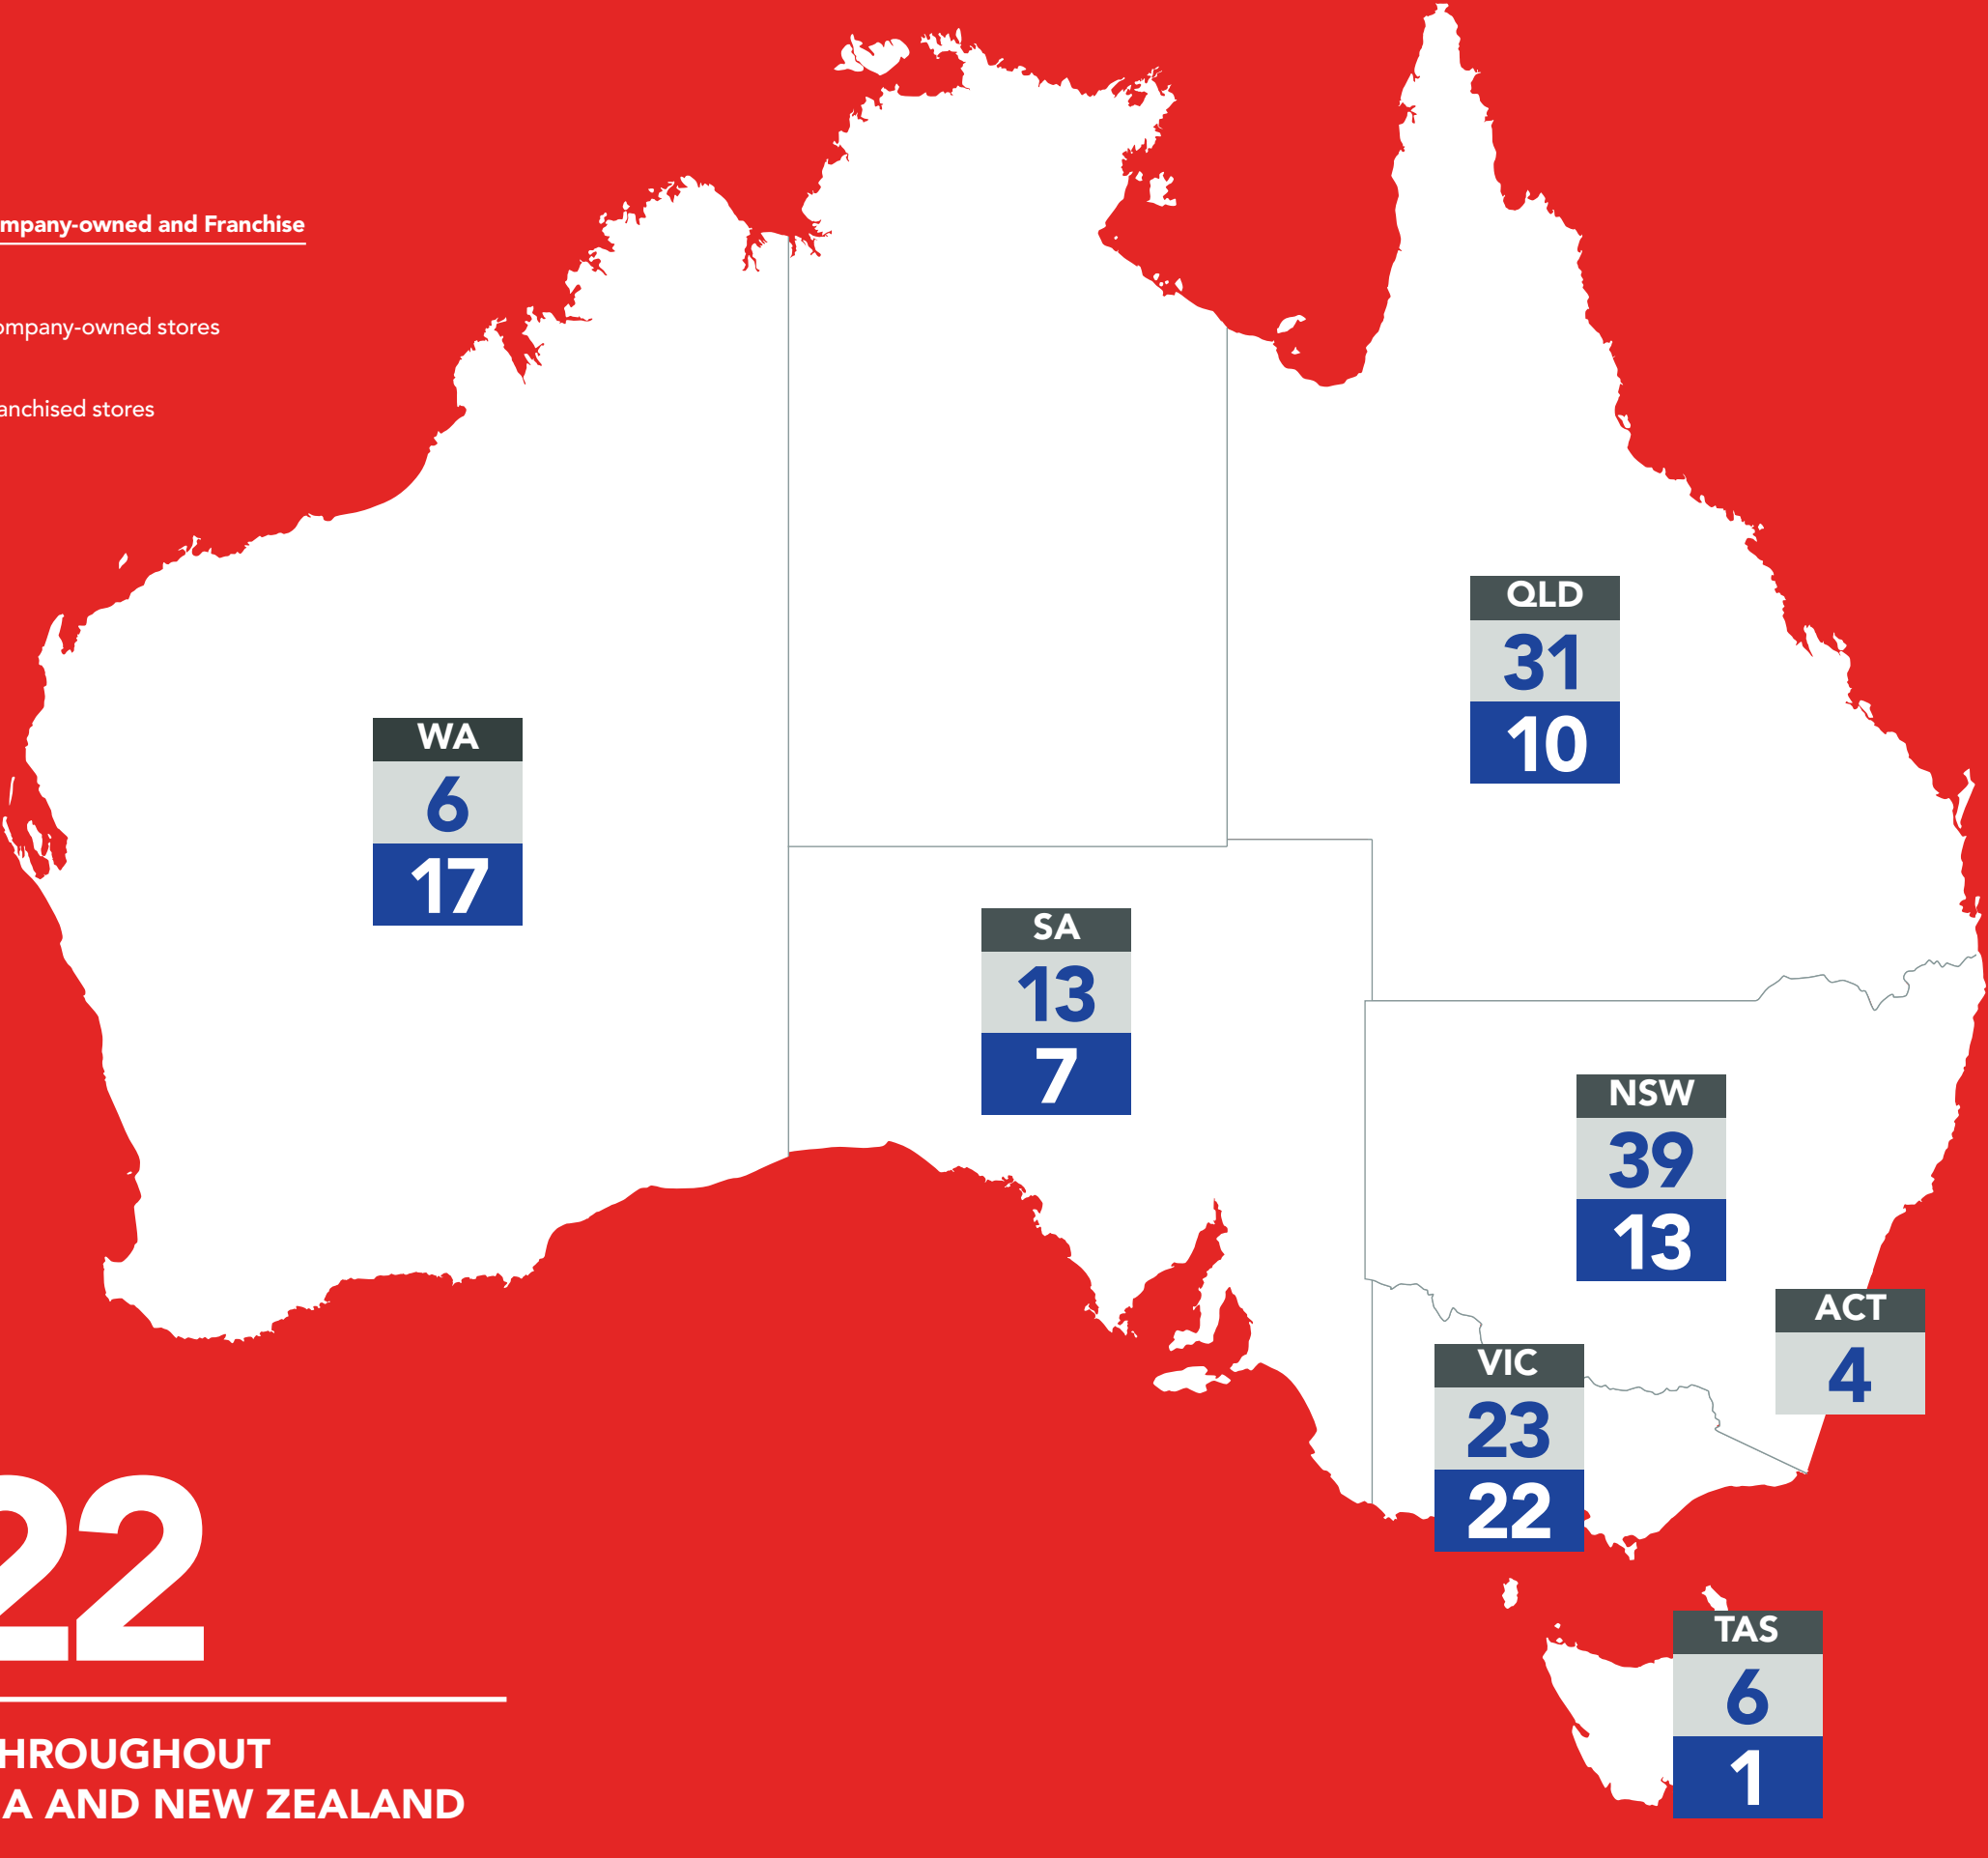 mpany-owned and Franchise
ompany-owned stores
anchised stores
QLD
31
10
WA
6
17
SA
13
7
NSW
39
13
ACT
4
VIC
23
22
22
HROUGHOUT
A AND NEW ZEALAND
TAS
6
1